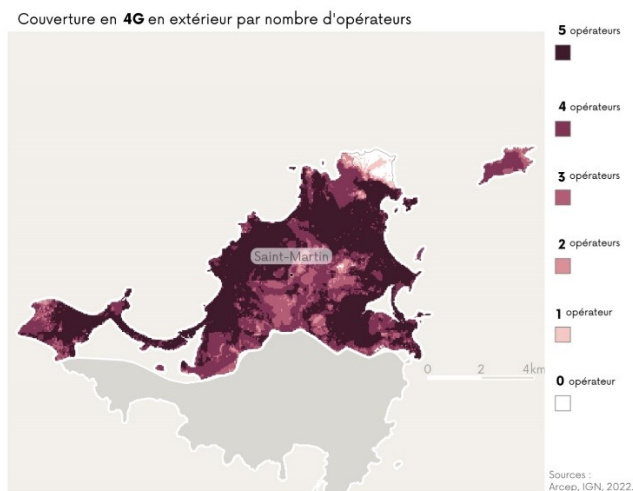 Couverture en 4G en extérieur par nombre d'opérateurs
5 opérateurs
4 opérateurs
3 opérateurs
2 opérateurs
1 opérateur
0 opérateur
Saint-Martin
0 2 4km
Sources :
Arcep, IGN, 2022.